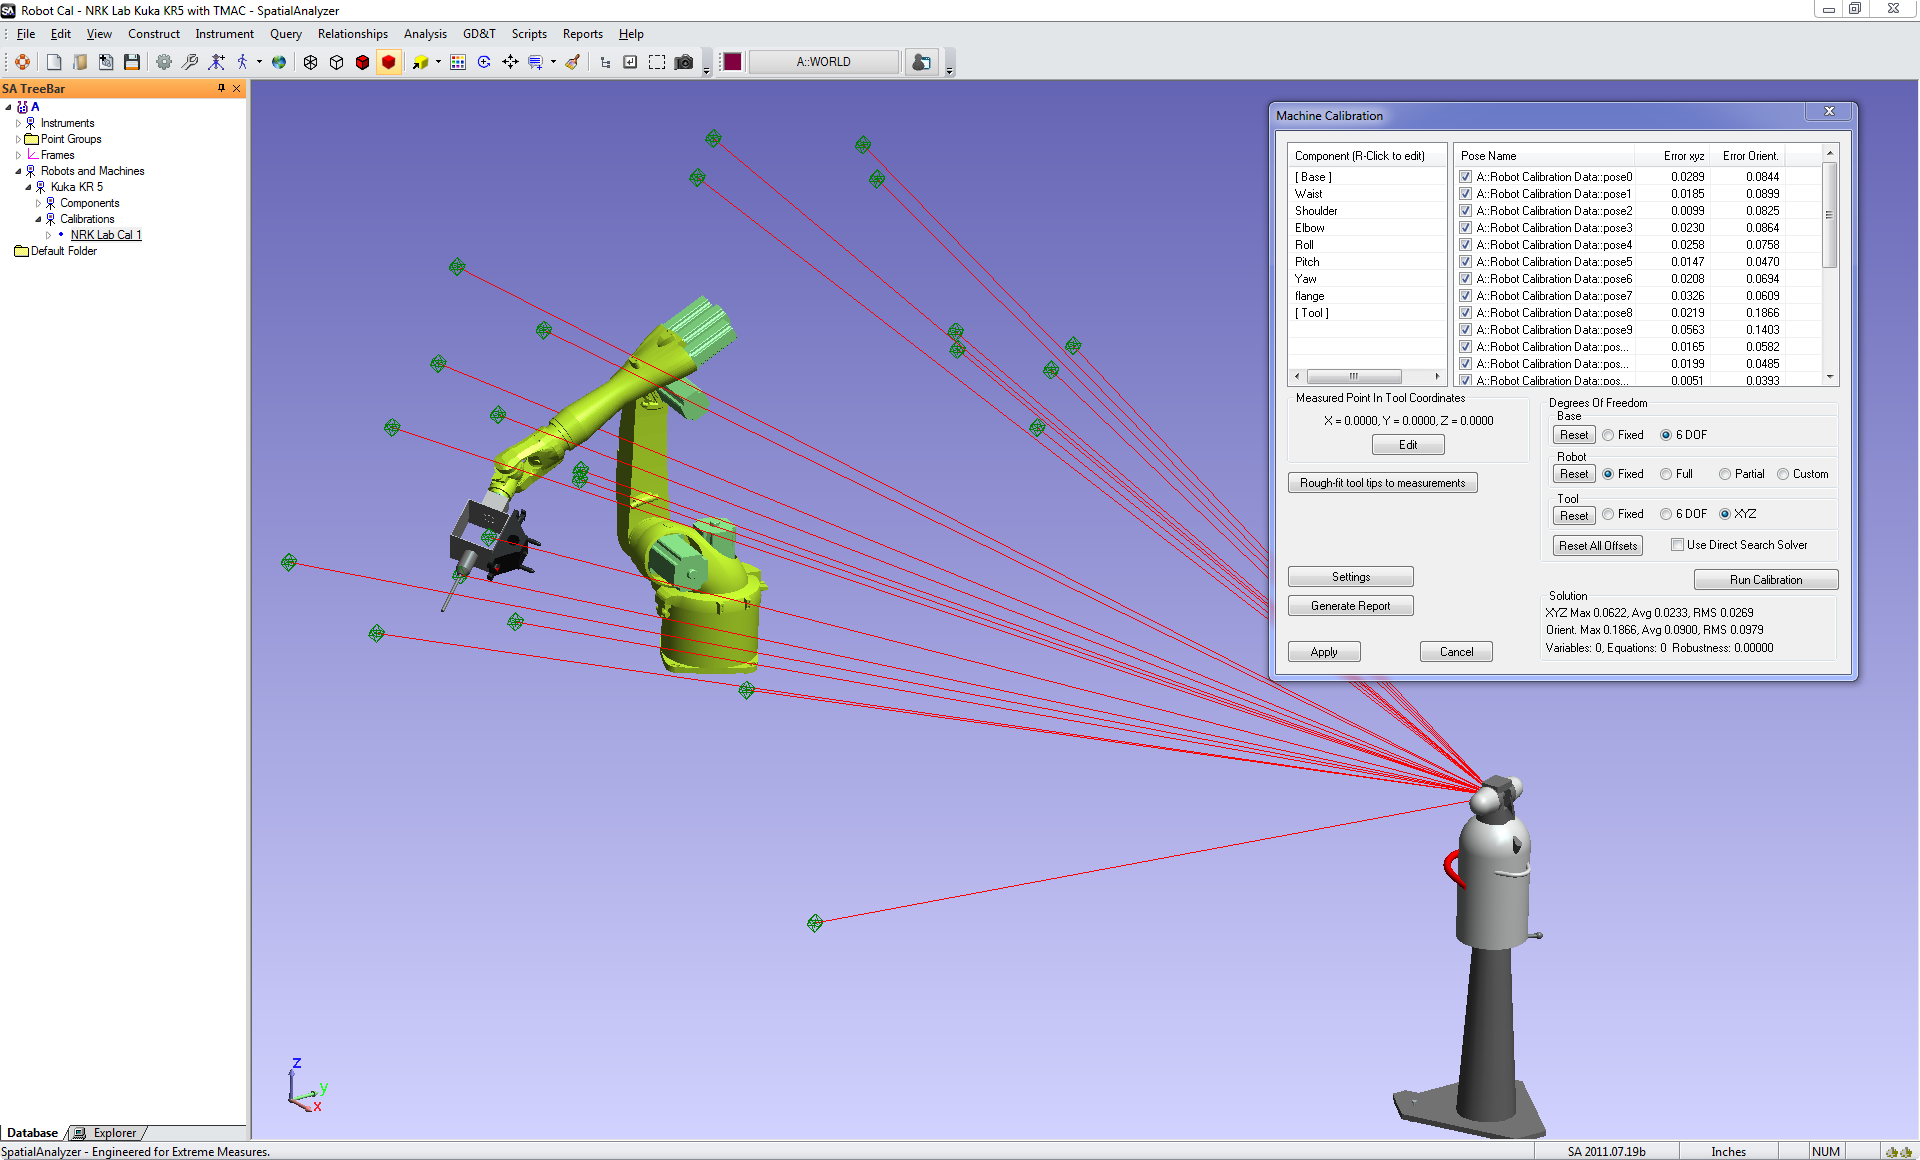 Robot Cal - NRK Lab Kuka KR5 with TMAC - SpatialAnalyzer
File Edit View Construct Instrument Query Relationships Analysis GD&T Scripts Reports Help
A::WORLD
SA TreeBar
A
Instruments
Point Groups
Frames
Robots and Machines
Kuka KR 5
Components
Calibrations
NRK Lab Cal 1
Default Folder
Machine Calibration
Component (R-Click to edit)
[ Base ]
Waist
Shoulder
Elbow
Roll
Pitch
Yaw
flange
[ Tool ]
Pose Name Error xyz Error Orient.
A::Robot Calibration Data::pose0 0.0289 0.0844
A::Robot Calibration Data::pose1 0.0185 0.0899
A::Robot Calibration Data::pose2 0.0099 0.0825
A::Robot Calibration Data::pose3 0.0230 0.0864
A::Robot Calibration Data::pose4 0.0258 0.0758
A::Robot Calibration Data::pose5 0.0147 0.0470
A::Robot Calibration Data::pose6 0.0208 0.0694
A::Robot Calibration Data::pose7 0.0326 0.0609
A::Robot Calibration Data::pose8 0.0219 0.1866
A::Robot Calibration Data::pose9 0.0563 0.1403
A::Robot Calibration Data::pos... 0.0165 0.0582
A::Robot Calibration Data::pos... 0.0199 0.0485
A::Robot Calibration Data::pos... 0.0051 0.0393
Measured Point In Tool Coordinates
X = 0.0000, Y = 0.0000, Z = 0.0000
Edit
Rough-fit tool tips to measurements
Settings
Generate Report
Apply Cancel
Degrees Of Freedom
Base
Reset Fixed 6 DOF
Robot
Reset Fixed Full Partial Custom
Tool
Reset Fixed 6 DOF XYZ
Reset All Offsets Use Direct Search Solver
Run Calibration
Solution
XYZ Max 0.0622, Avg 0.0233, RMS 0.0269
Orient. Max 0.1866, Avg 0.0900, RMS 0.0979
Variables: 0, Equations: 0 Robustness: 0.00000
Z
y
x
Database Explorer
SpatialAnalyzer - Engineered for Extreme Measures.
SA 2011.07.19b Inches NUM